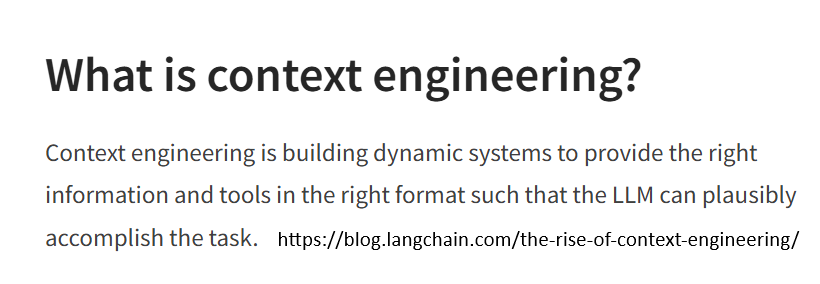 What is context engineering?
Context engineering is building dynamic systems to provide the right
information and tools in the right format such that the LLM can plausibly
accomplish the task. https://blog.langchain.com/the-rise-of-context-engineering/